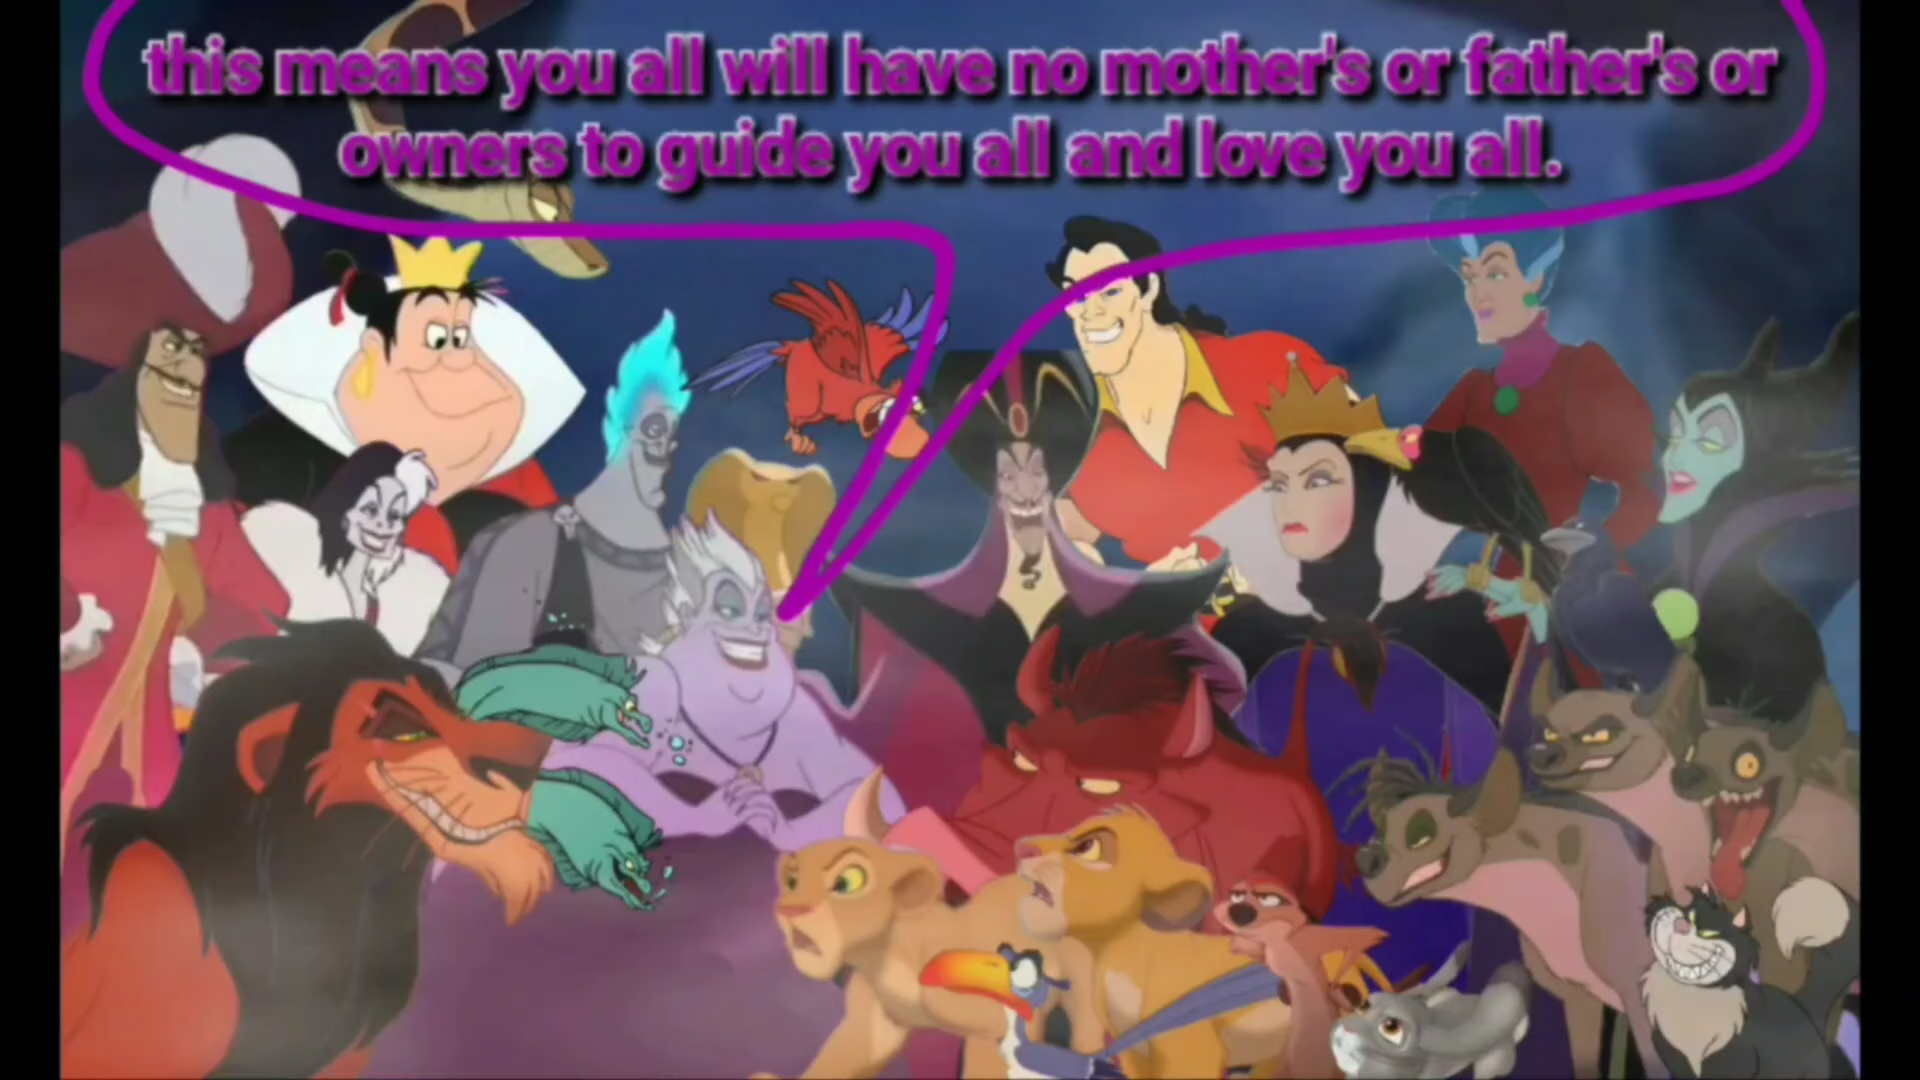 this means you all will have no mother's or father's or
owners to guide you all and love you all.